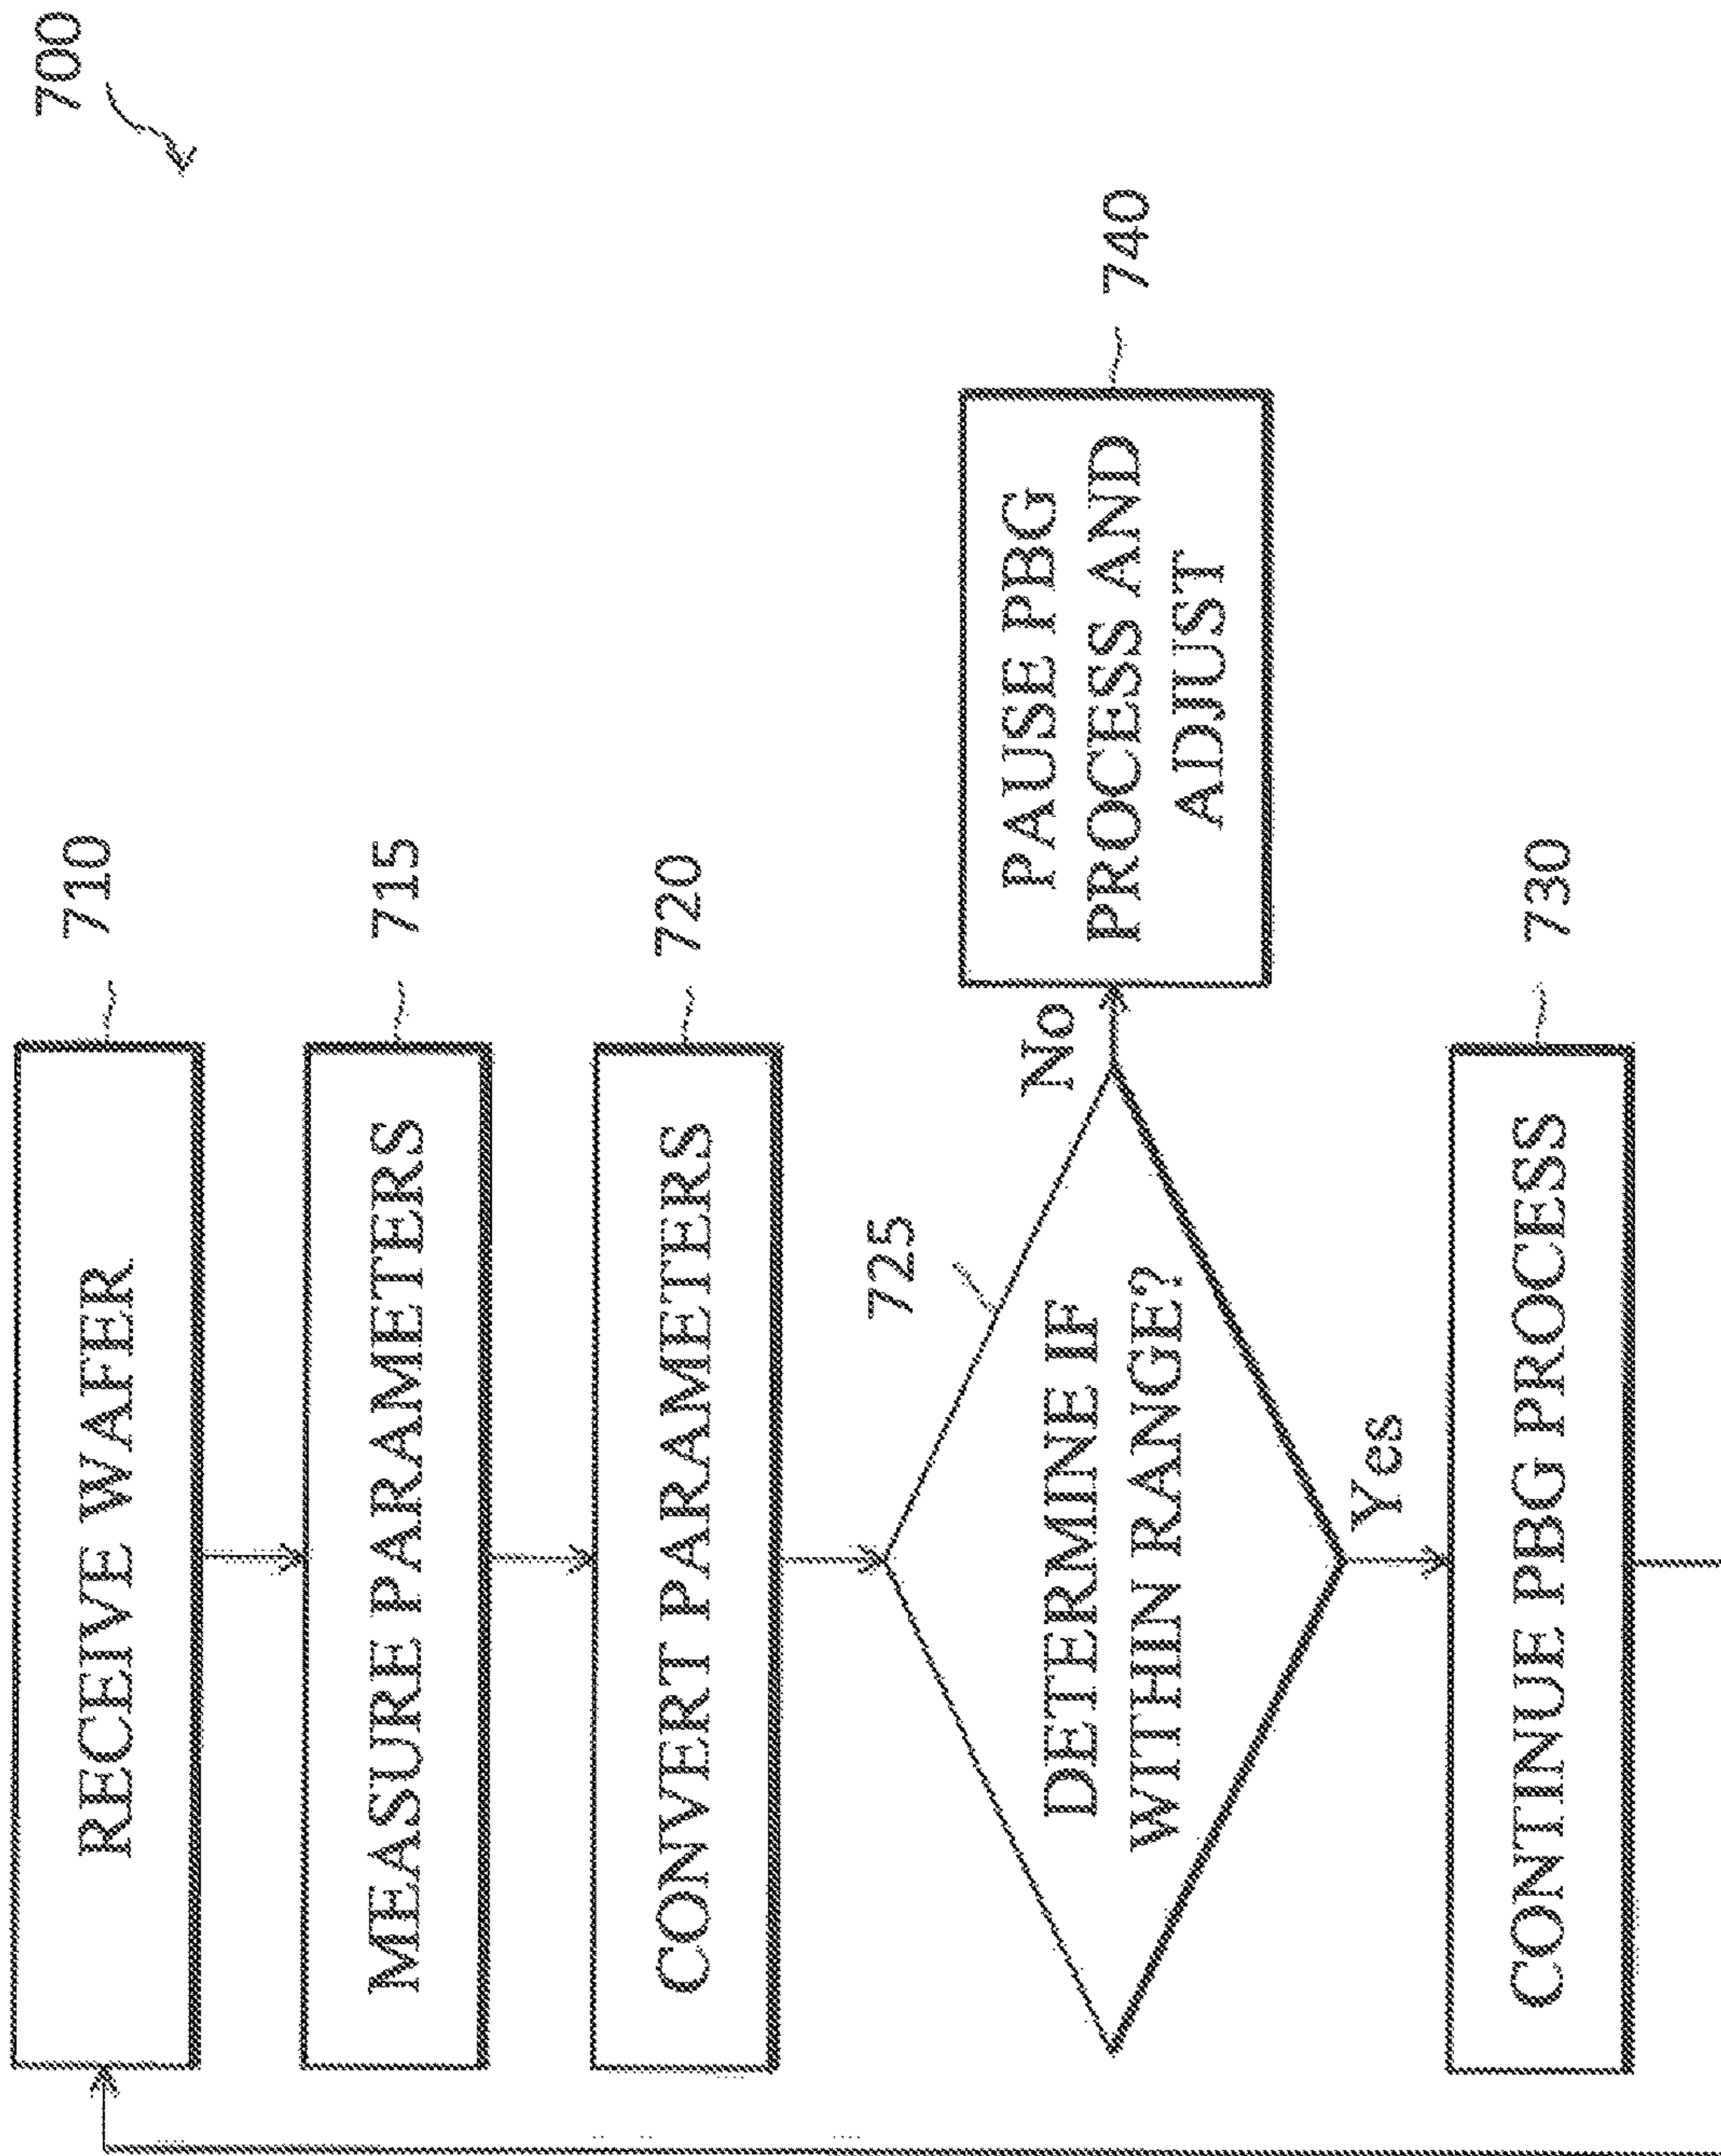 700
RECEIVE WAFER
710
MEASURE PARAMETERS
715
CONVERT PARAMETERS
720
725
DETERMINE IF
WITHIN RANGE?
No
PAUSE PBG
PROCESS AND
ADJUST
740
Yes
CONTINUE PBG PROCESS
730